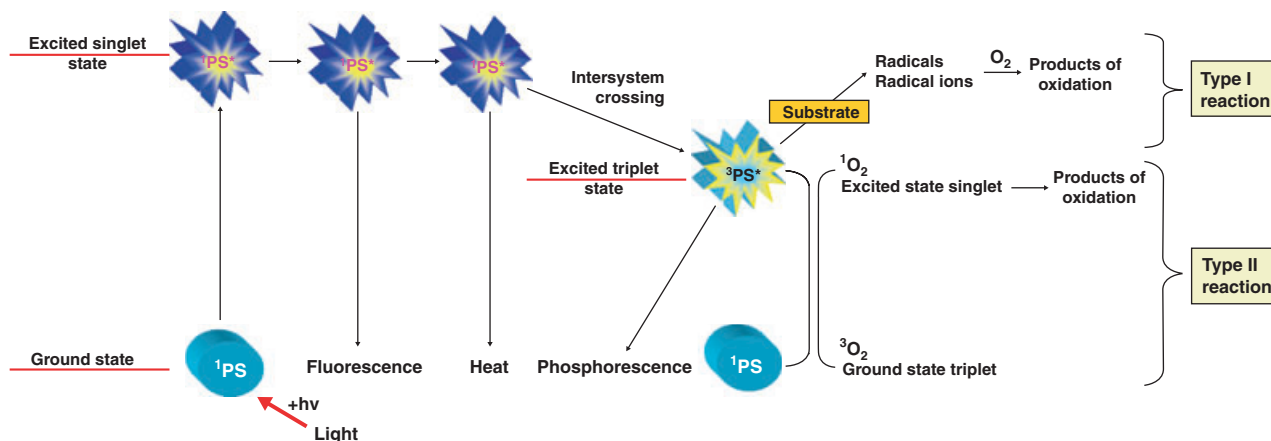 Excited singlet
state
¹PS*
¹PS*
¹PS*
Intersystem
crossing
Substrate
Radicals
Radical ions
O₂
Products of
oxidation
Type I
reaction
Excited triplet
state
³PS*
¹O₂
Excited state singlet
Products of
oxidation
Type II
reaction
Ground state
¹PS
+hν
Light
Fluorescence
Heat
Phosphorescence
¹PS
³O₂
Ground state triplet